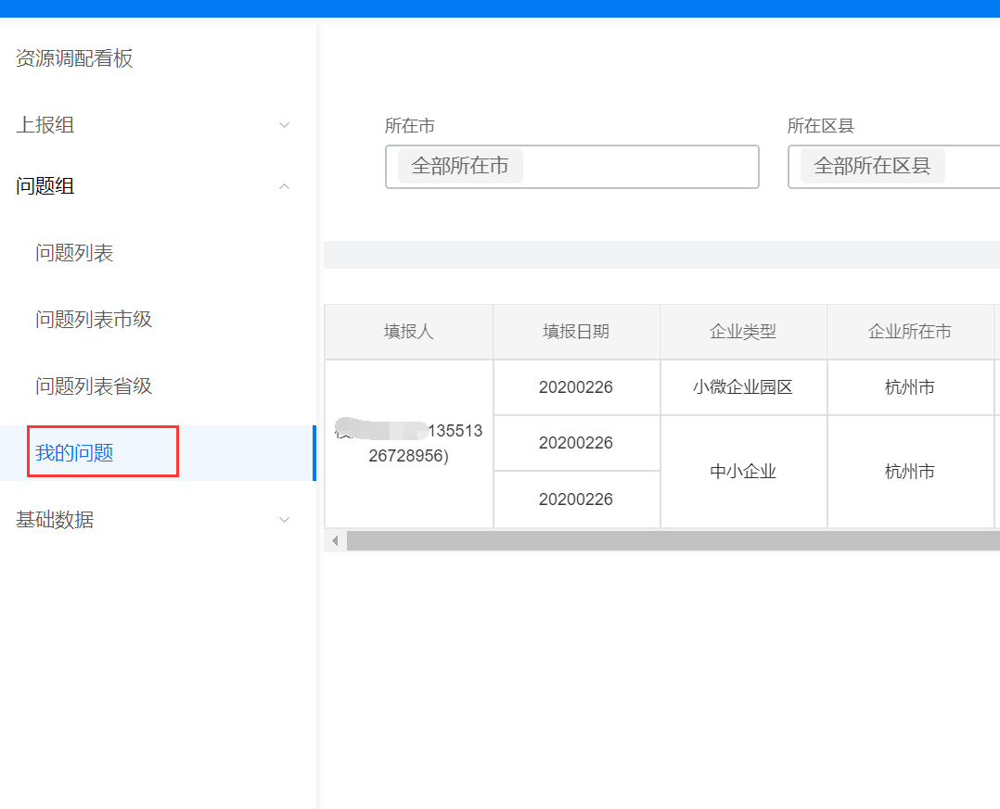 资源调配看板
上报组
问题组
问题列表
问题列表市级
问题列表省级
我的问题
基础数据
所在市
全部所在市
所在区县
全部所在区县
填报人 填报日期 企业类型 企业所在市
20200226 小微企业园区 杭州市
135513
26728956)
20200226
中小企业 杭州市
20200226